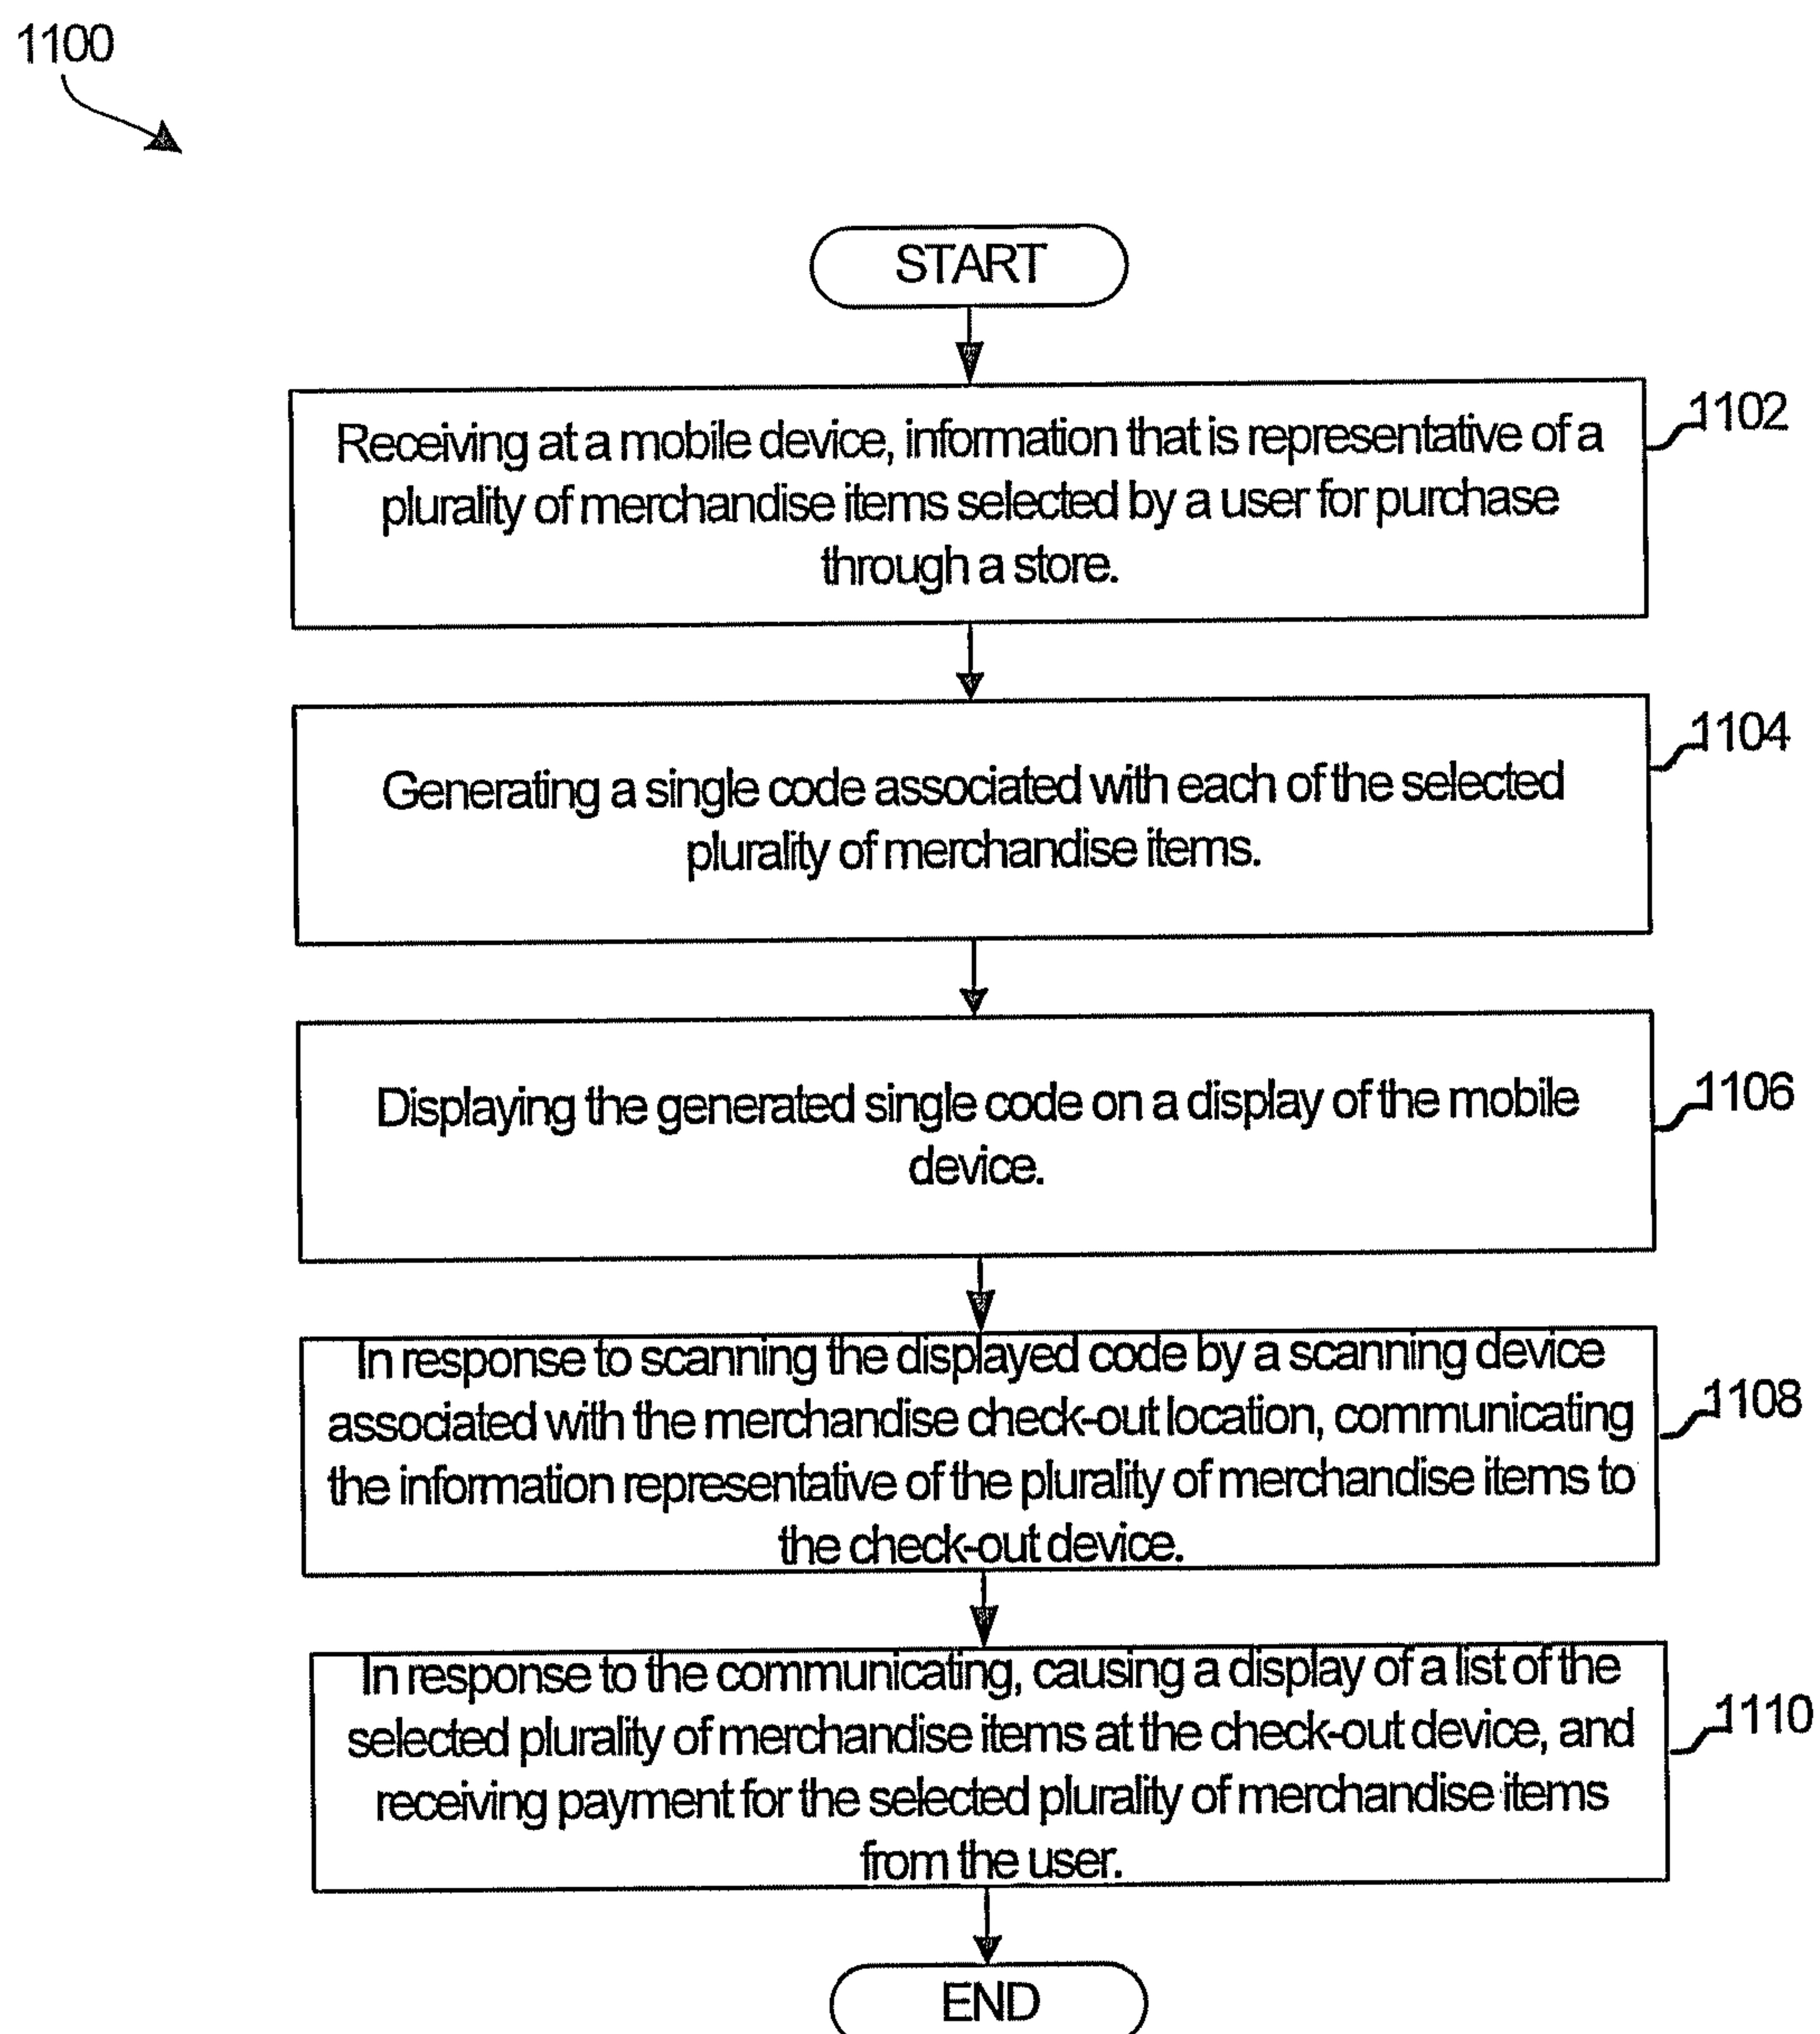 1100
START
Receiving at a mobile device, information that is representative of a
plurality of merchandise items selected by a user for purchase
through a store.
1102
Generating a single code associated with each of the selected
plurality of merchandise items.
1104
Displaying the generated single code on a display of the mobile
device.
1106
In response to scanning the displayed code by a scanning device
associated with the merchandise check-out location, communicating
the information representative of the plurality of merchandise items to
the check-out device.
1108
In response to the communicating, causing a display of a list of the
selected plurality of merchandise items at the check-out device, and
receiving payment for the selected plurality of merchandise items
from the user.
1110
END